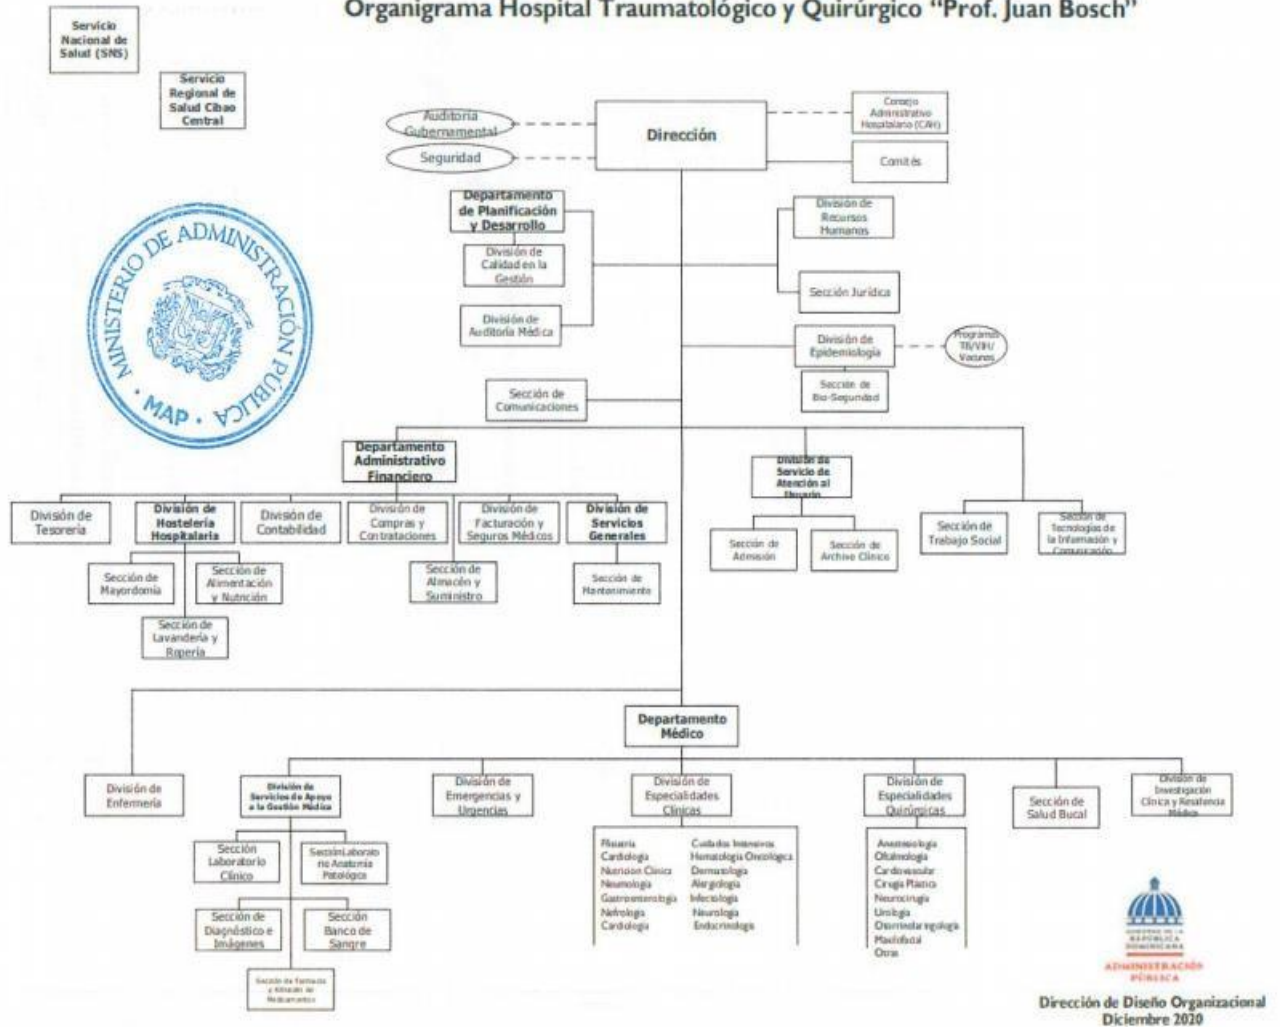 Organigrama Hospital Traumatológico y Quirúrgico “Prof. Juan Bosch”
Servicio
Nacional de
Salud (SNS)
Servicio
Regional de
Salud Cibao
Central
Auditoría
Gubernamental
Seguridad
Dirección
Consejo
Administrativo
Hospitalario (CAH)
Comités
Departamento
de Planificación
y Desarrollo
División de
Calidad en la
Gestión
División de
Auditoría Médica
División de
Recursos
Humanos
Sección Jurídica
División de
Epidemiología
Programas
TB/VIH/
Vacunas
Sección de
Bio-Seguridad
Sección de
Comunicaciones
MINISTERIO DE ADMINISTRACIÓN PÚBLICA
· MAP ·
Departamento
Administrativo
Financiero
División de
Servicio de
Atención al
Usuario
División de
Tesorería
División de
Hostelería
Hospitalaria
División de
Contabilidad
División de
Compras y
Contrataciones
División de
Facturación y
Seguros Médicos
División de
Servicios
Generales
Sección de
Admisión
Sección de
Archivo Clínico
Sección de
Trabajo Social
Sección de
Tecnologías de
la Información y
Comunicación
Sección de
Mayordomía
Sección de
Alimentación
y Nutrición
Sección de
Almacén y
Suministro
Sección de
Mantenimiento
Sección de
Lavandería y
Ropería
Departamento
Médico
División de
Enfermería
División de
Servicios de Apoyo
a la Gestión Médica
División de
Emergencias y
Urgencias
División de
Especialidades
Clínicas
División de
Especialidades
Quirúrgicas
Sección de
Salud Bucal
División de
Investigación
Clínica y Residencia
Médica
Sección
Laboratorio
Clínico
Sección Laborato
rio Anatomía
Patológica
Sección de
Diagnóstico e
Imágenes
Sección
Banco de
Sangre
Sección de Farmacia
Medicamentos
Fisiatría
Cardiología
Nutrición Clínica
Neumología
Gastroenterología
Nefrología
Cardiología
Cuidados Intensivos
Hematología Oncológica
Dermatología
Alergología
Infectología
Neurología
Endocrinología
Anestesiología
Oftalmología
Cardiovascular
Cirugía Plástica
Neurocirugía
Urología
Otorrinolaringología
Maxilofacial
Otras
GOBIERNO DE LA
REPÚBLICA
DOMINICANA
ADMINISTRACIÓN
PÚBLICA
Dirección de Diseño Organizacional
Diciembre 2020